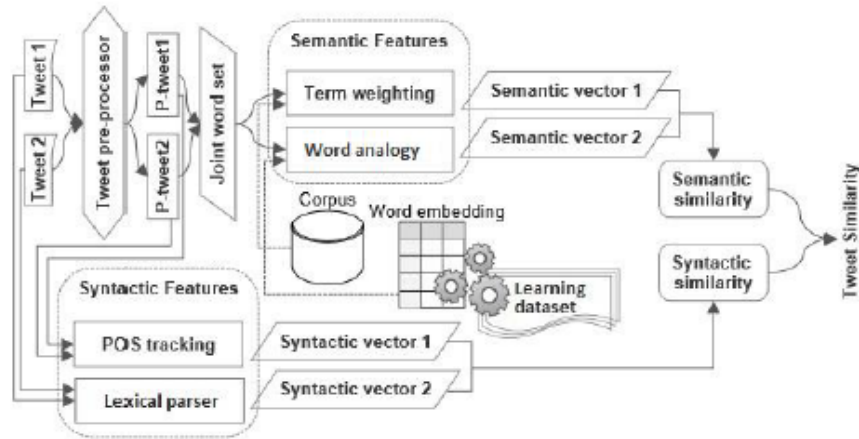 Tweet 1
Tweet 2
Tweet pre-processor
P-tweet1
P-tweet2
Joint word set
Semantic Features
Term weighting
Word analogy
Semantic vector 1
Semantic vector 2
Corpus
Word embedding
Learning
dataset
Semantic
similarity
Syntactic
similarity
Tweet Similarity
Syntactic Features
POS tracking
Lexical parser
Syntactic vector 1
Syntactic vector 2